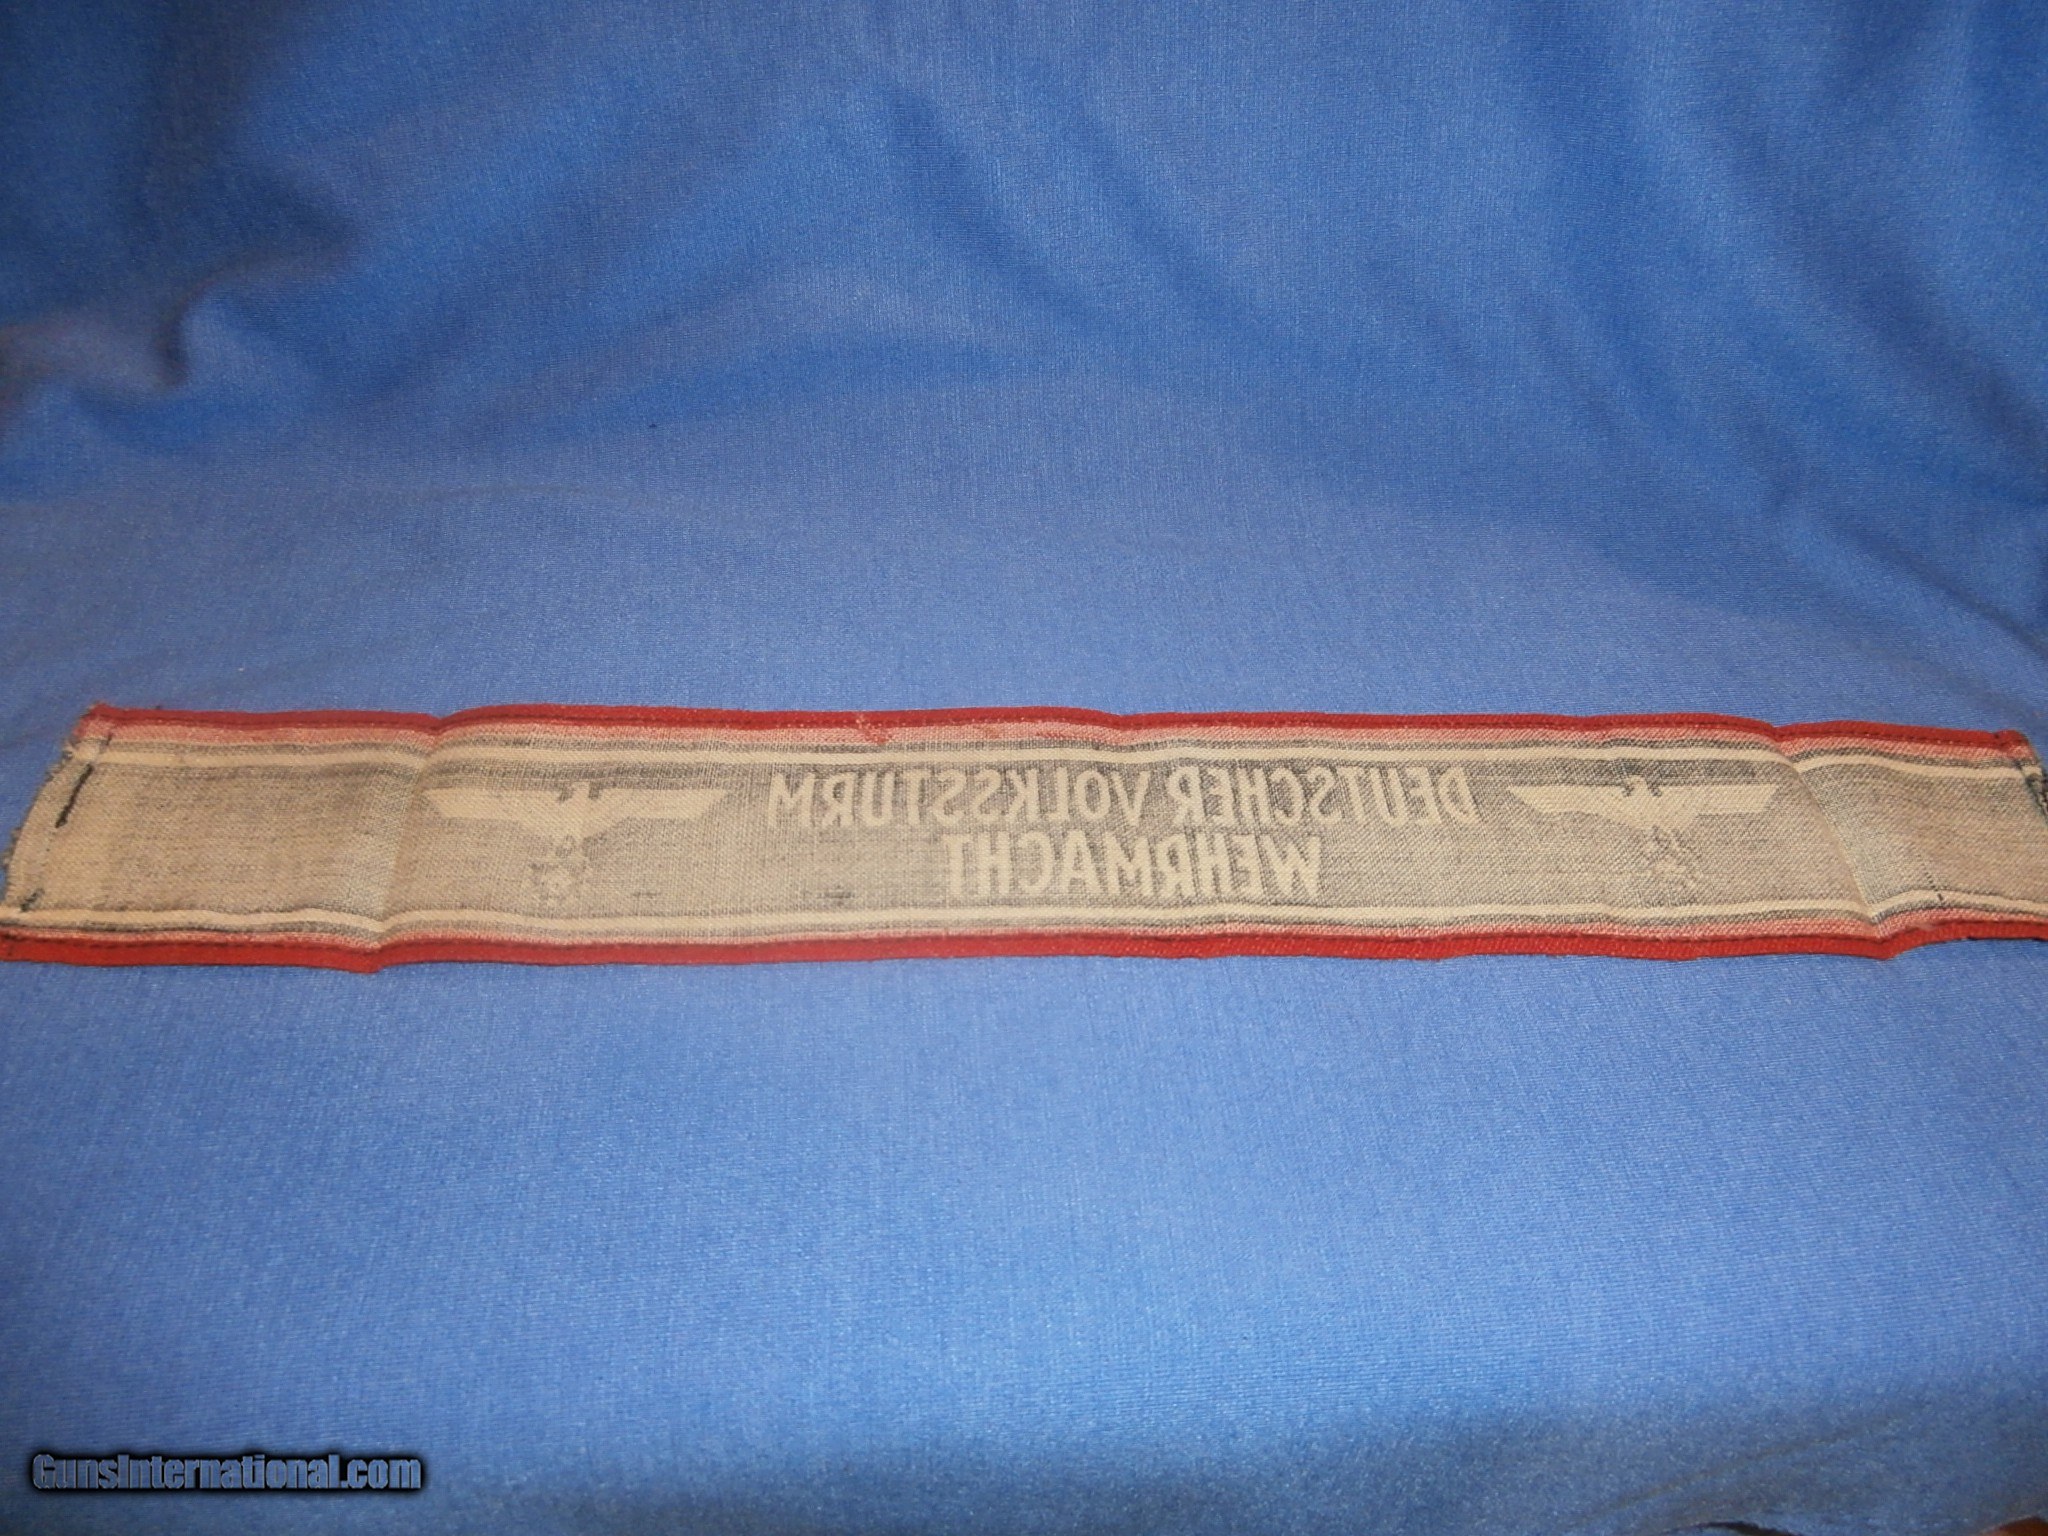 DEUTSCHER VOLKSSTURM
WEHRMACHT
GunsInternational.com